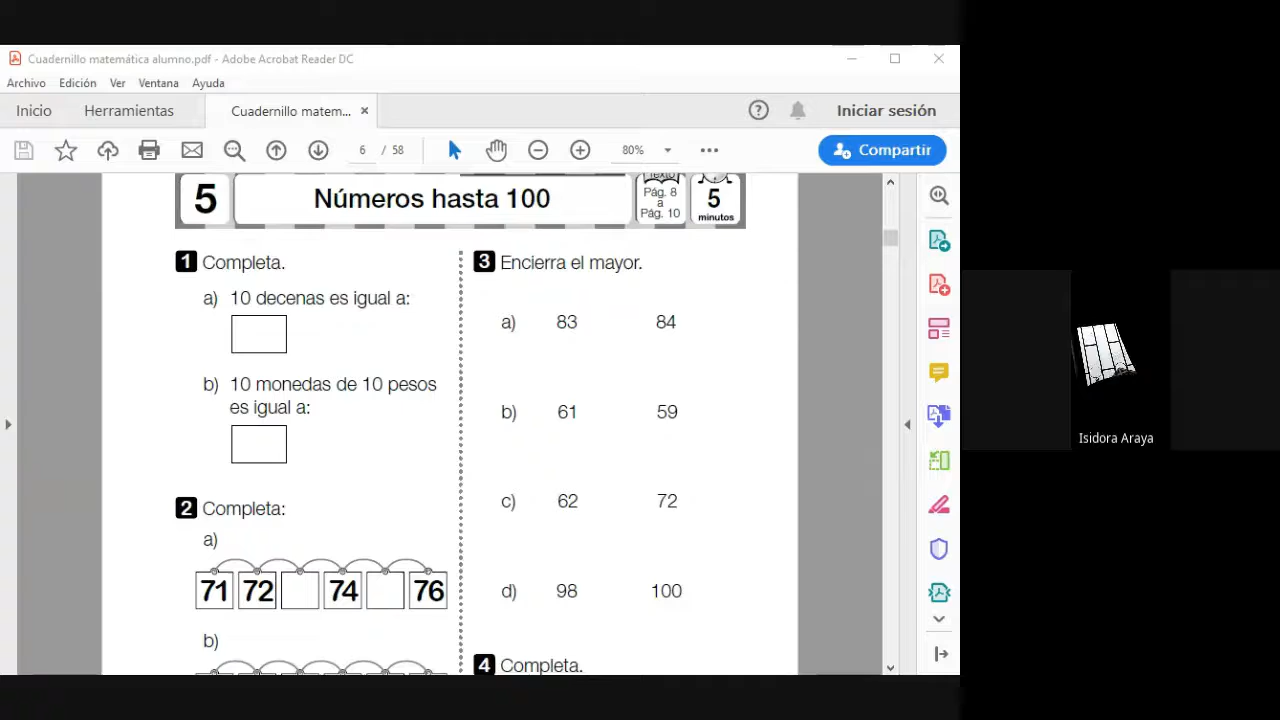 Cuadernillo matemática alumno.pdf - Adobe Acrobat Reader DC
Archivo Edición Ver Ventana Ayuda
Inicio Herramientas Cuadernillo matem... × Iniciar sesión
6 / 58 80% Compartir
5 Números hasta 100
Texto
Pág. 8
a
Pág. 10
5
minutos
1 Completa.
a) 10 decenas es igual a:
b) 10 monedas de 10 pesos
es igual a:
2 Completa:
a)
71 72 74 76
b)
3 Encierra el mayor.
a) 83 84
b) 61 59
c) 62 72
d) 98 100
4 Completa.
Isidora Araya